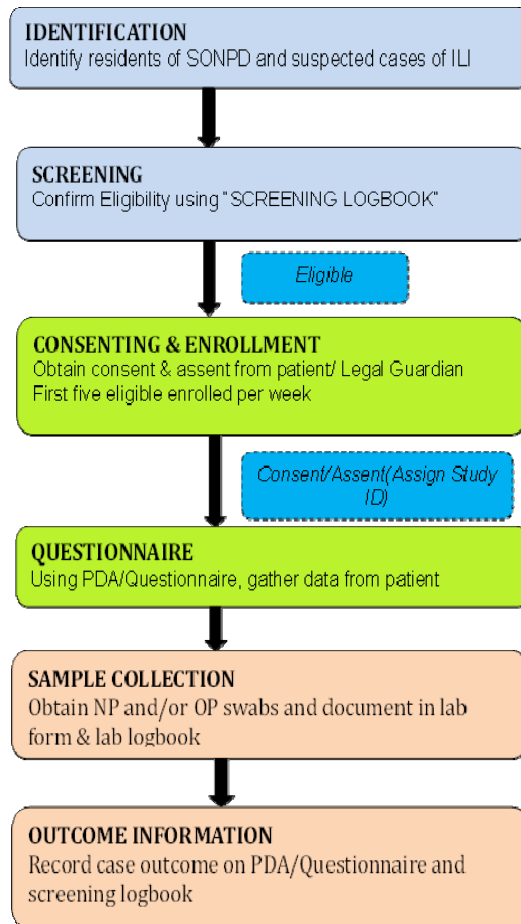 IDENTIFICATION
Identify residents of SONPD and suspected cases of ILI
SCREENING
Confirm Eligibility using "SCREENING LOGBOOK"
Eligible
CONSENTING & ENROLLMENT
Obtain consent & assent from patient/ Legal Guardian
First five eligible enrolled per week
Consent/Assent(Assign Study
ID)
QUESTIONNAIRE
Using PDA/Questionnaire, gather data from patient
SAMPLE COLLECTION
Obtain NP and/or OP swabs and document in lab
form & lab logbook
OUTCOME INFORMATION
Record case outcome on PDA/Questionnaire and
screening logbook